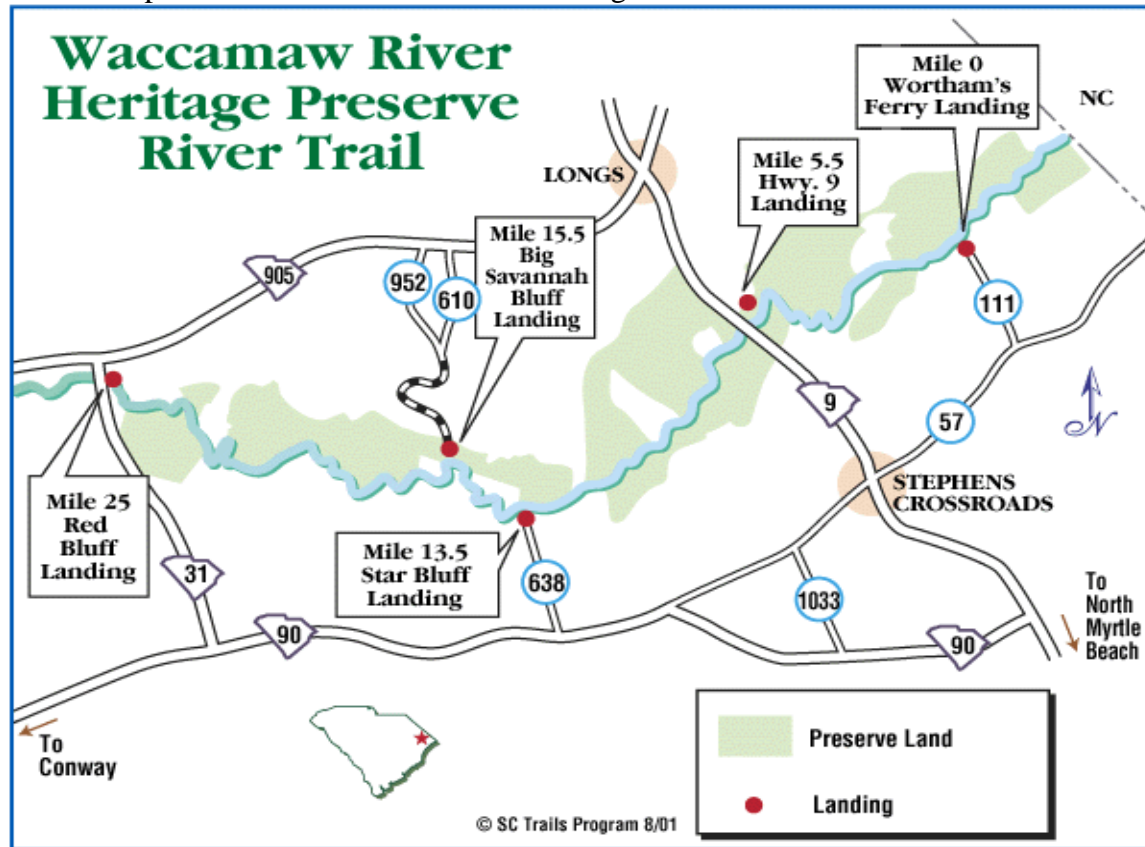 Waccamaw River
Heritage Preserve
River Trail
Mile 0
Wortham's
Ferry Landing
NC
LONGS
Mile 5.5
Hwy. 9
Landing
Mile 15.5
Big
Savannah
Bluff
Landing
905
952
610
111
9
57
N
STEPHENS
CROSSROADS
Mile 25
Red
Bluff
Landing
Mile 13.5
Star Bluff
Landing
31
638
1033
90
90
To
North
Myrtle
Beach
To
Conway
Preserve Land
Landing
© SC Trails Program 8/01